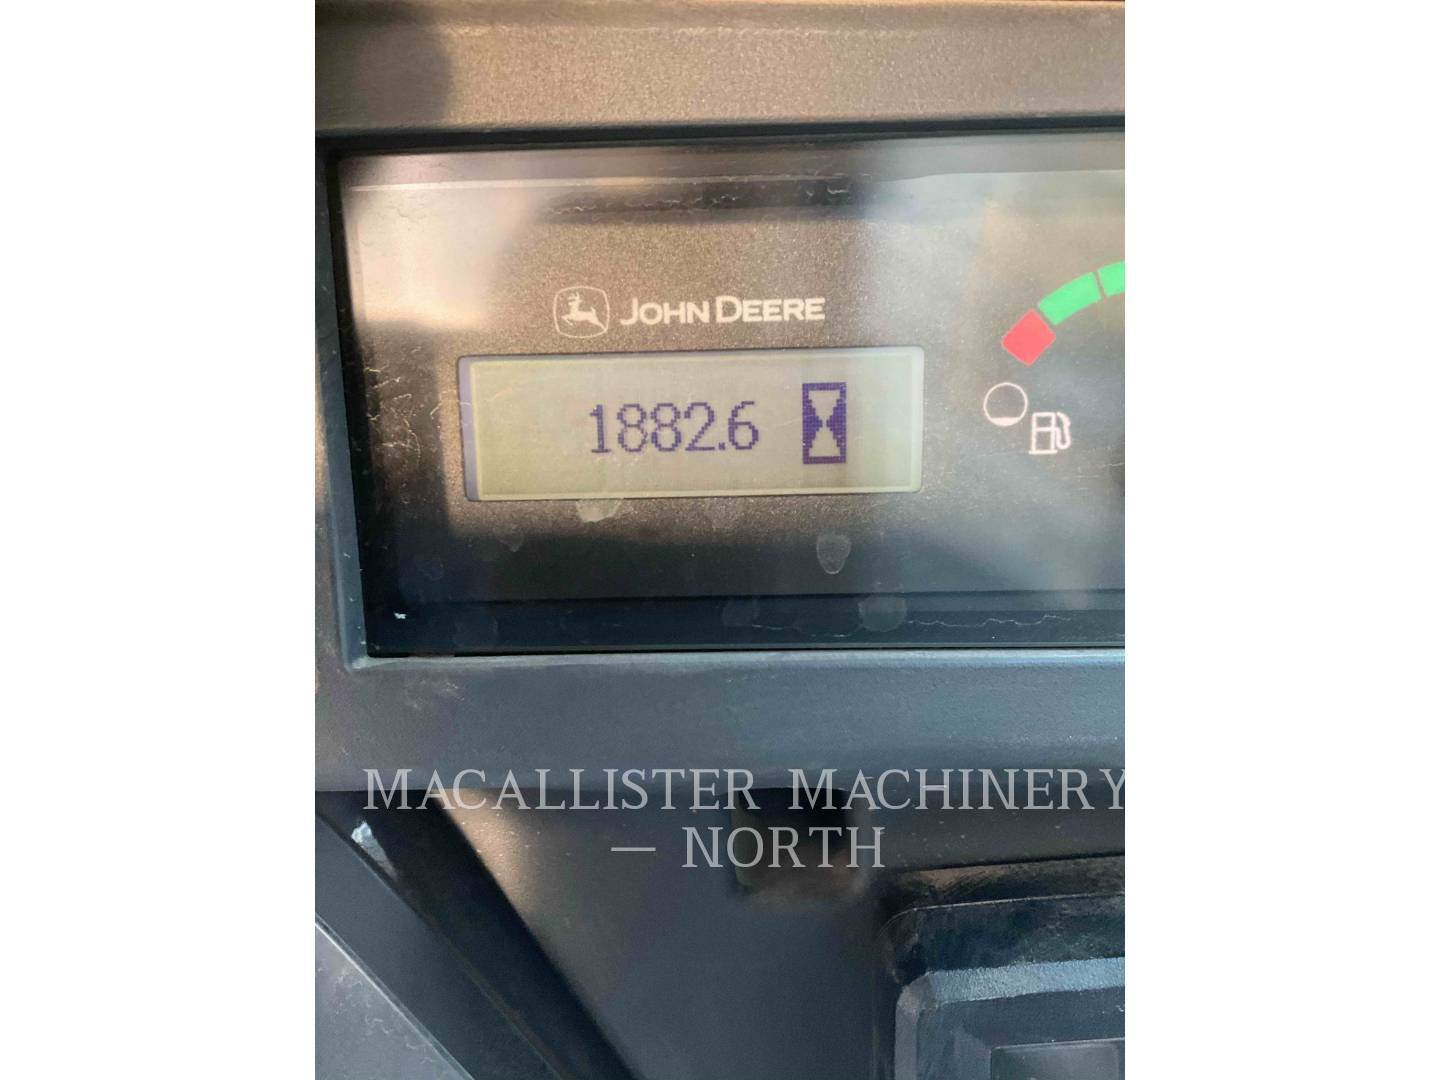 JOHN DEERE
1882.6
MACALLISTER MACHINERY
— NORTH